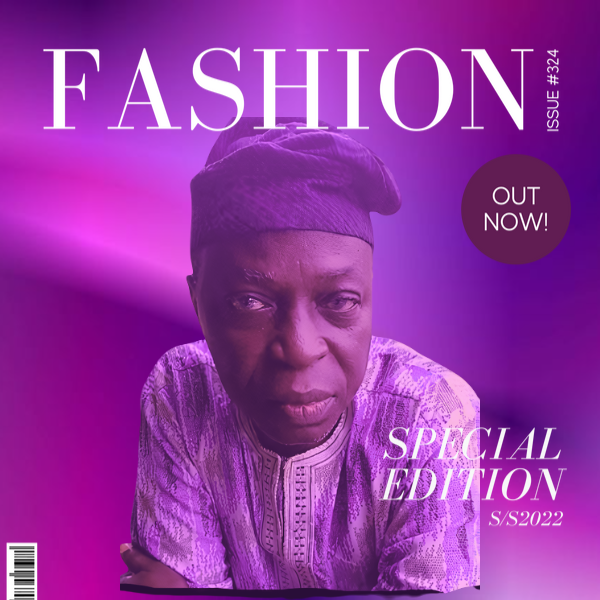 FASHION
ISSUE #324
OUT
NOW!
SPECIAL
EDITION
S/S2022